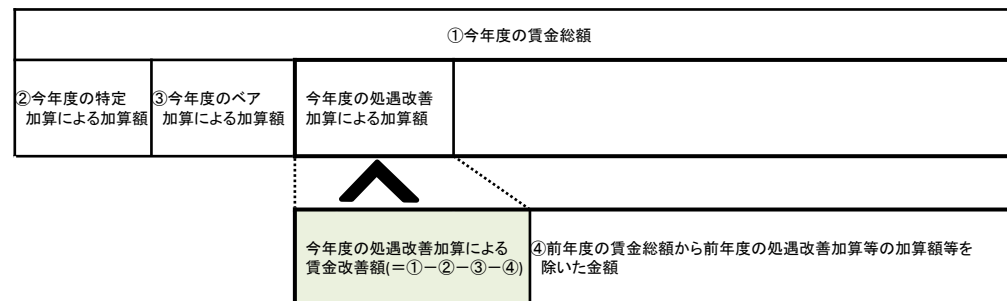 ①今年度の賃金総額
②今年度の特定
加算による加算額
③今年度のベア
加算による加算額
今年度の処遇改善
加算による加算額
今年度の処遇改善加算による
賃金改善額(＝①－②－③－④)
④前年度の賃金総額から前年度の処遇改善加算等の加算額等を
除いた金額